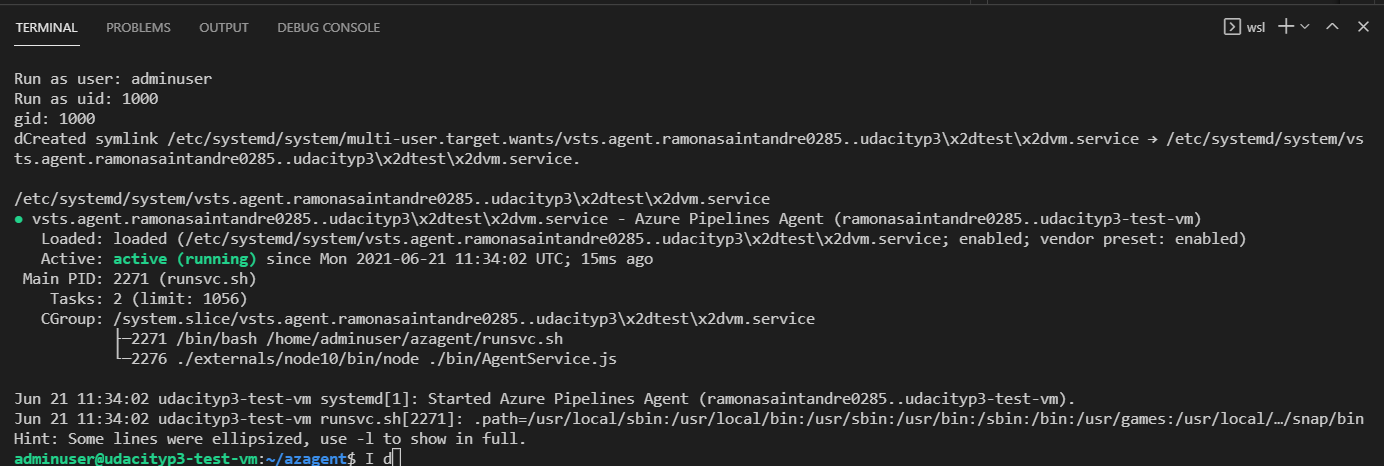 TERMINAL PROBLEMS OUTPUT DEBUG CONSOLE wsl
Run as user: adminuser
Run as uid: 1000
gid: 1000
dCreated symlink /etc/systemd/system/multi-user.target.wants/vsts.agent.ramonasaintandre0285..udacityp3\x2dtest\x2dvm.service → /etc/systemd/system/vs
ts.agent.ramonasaintandre0285..udacityp3\x2dtest\x2dvm.service.
/etc/systemd/system/vsts.agent.ramonasaintandre0285..udacityp3\x2dtest\x2dvm.service
● vsts.agent.ramonasaintandre0285..udacityp3\x2dtest\x2dvm.service - Azure Pipelines Agent (ramonasaintandre0285..udacityp3-test-vm)
Loaded: loaded (/etc/systemd/system/vsts.agent.ramonasaintandre0285..udacityp3\x2dtest\x2dvm.service; enabled; vendor preset: enabled)
Active: active (running) since Mon 2021-06-21 11:34:02 UTC; 15ms ago
Main PID: 2271 (runsvc.sh)
Tasks: 2 (limit: 1056)
CGroup: /system.slice/vsts.agent.ramonasaintandre0285..udacityp3\x2dtest\x2dvm.service
├─2271 /bin/bash /home/adminuser/azagent/runsvc.sh
└─2276 ./externals/node10/bin/node ./bin/AgentService.js
Jun 21 11:34:02 udacityp3-test-vm systemd[1]: Started Azure Pipelines Agent (ramonasaintandre0285..udacityp3-test-vm).
Jun 21 11:34:02 udacityp3-test-vm runsvc.sh[2271]: .path=/usr/local/sbin:/usr/local/bin:/usr/sbin:/usr/bin:/sbin:/bin:/usr/games:/usr/local/…/snap/bin
Hint: Some lines were ellipsized, use -l to show in full.
adminuser@udacityp3-test-vm:~/azagent$ I d